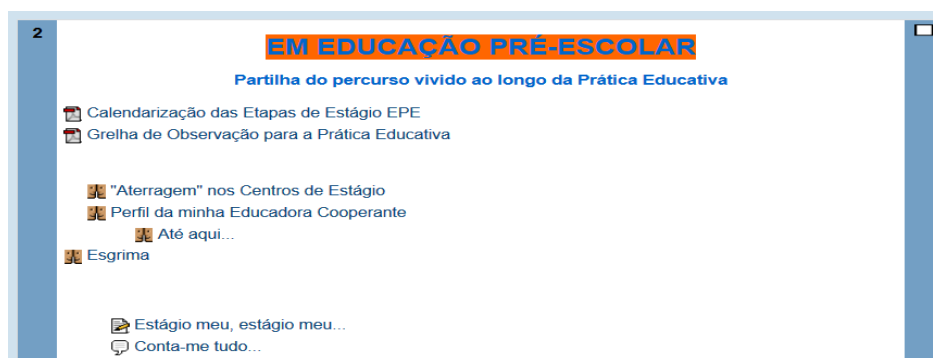 2
EM EDUCAÇÃO PRÉ-ESCOLAR
Partilha do percurso vivido ao longo da Prática Educativa
Calendarização das Etapas de Estágio EPE
Grelha de Observação para a Prática Educativa
"Aterragem" nos Centros de Estágio
Perfil da minha Educadora Cooperante
Até aqui...
Esgrima
Estágio meu, estágio meu...
Conta-me tudo...